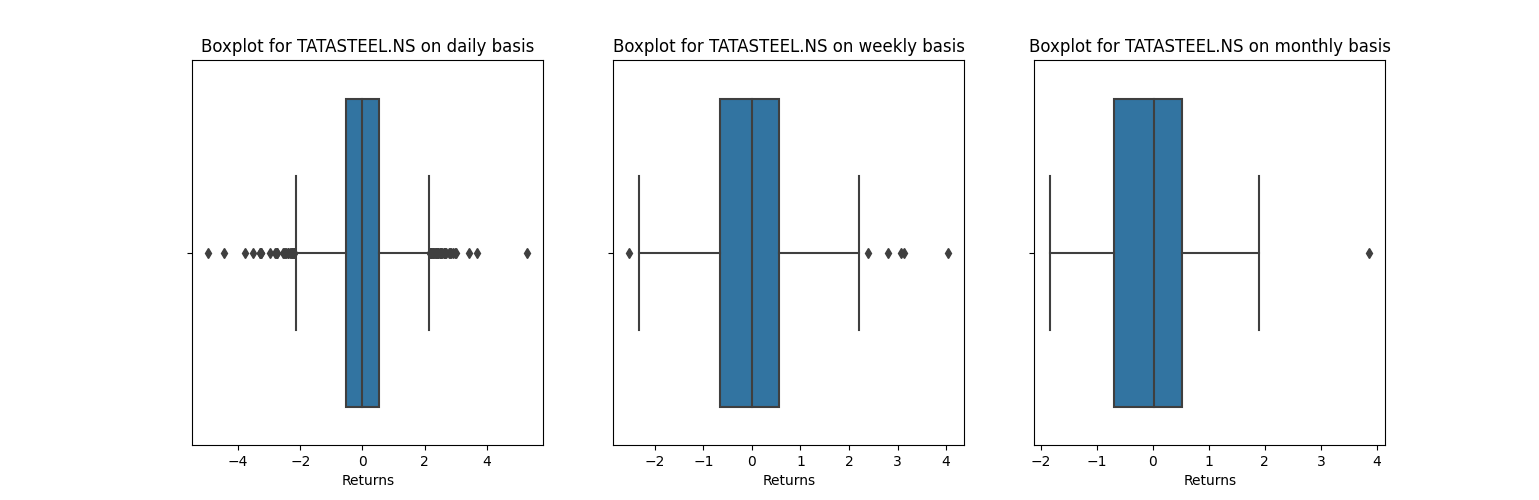 Boxplot for TATASTEEL.NS on daily basis
−4 −2 0 2 4
Returns
Boxplot for TATASTEEL.NS on weekly basis
−2 −1 0 1 2 3 4
Returns
Boxplot for TATASTEEL.NS on monthly basis
−2 −1 0 1 2 3 4
Returns